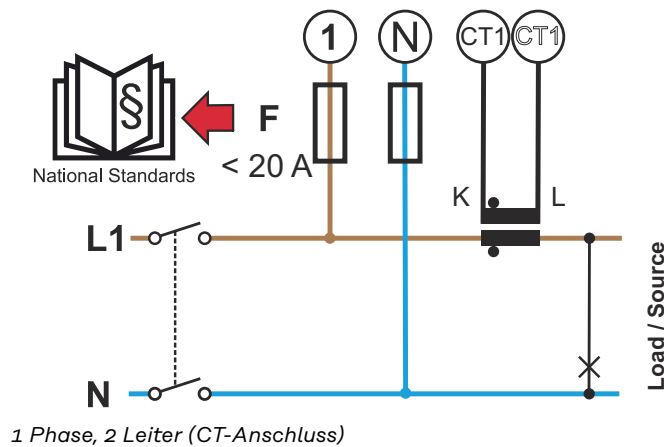 1 N CT1 CT1
§
F
National Standards
< 20 A
K L
L1
N
Load / Source
1 Phase, 2 Leiter (CT-Anschluss)